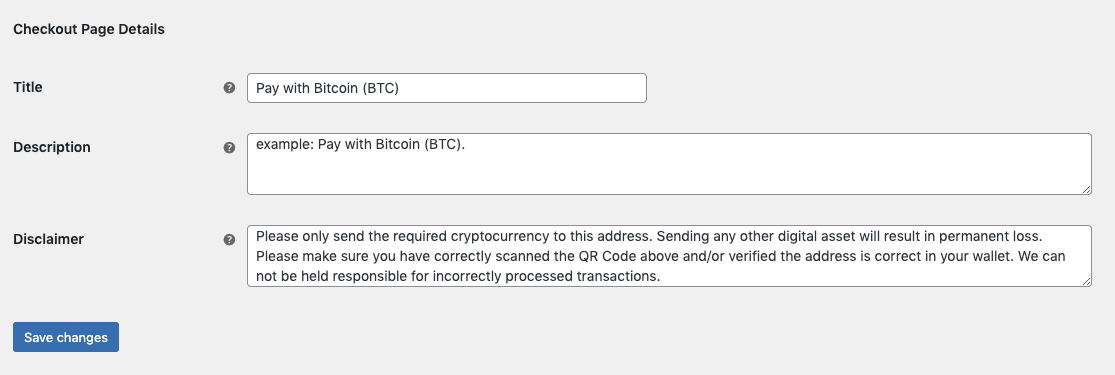 Checkout Page Details
Title
Pay with Bitcoin (BTC)
Description
example: Pay with Bitcoin (BTC).
Disclaimer
Please only send the required cryptocurrency to this address. Sending any other digital asset will result in permanent loss.
Please make sure you have correctly scanned the QR Code above and/or verified the address is correct in your wallet. We can
not be held responsible for incorrectly processed transactions.
Save changes